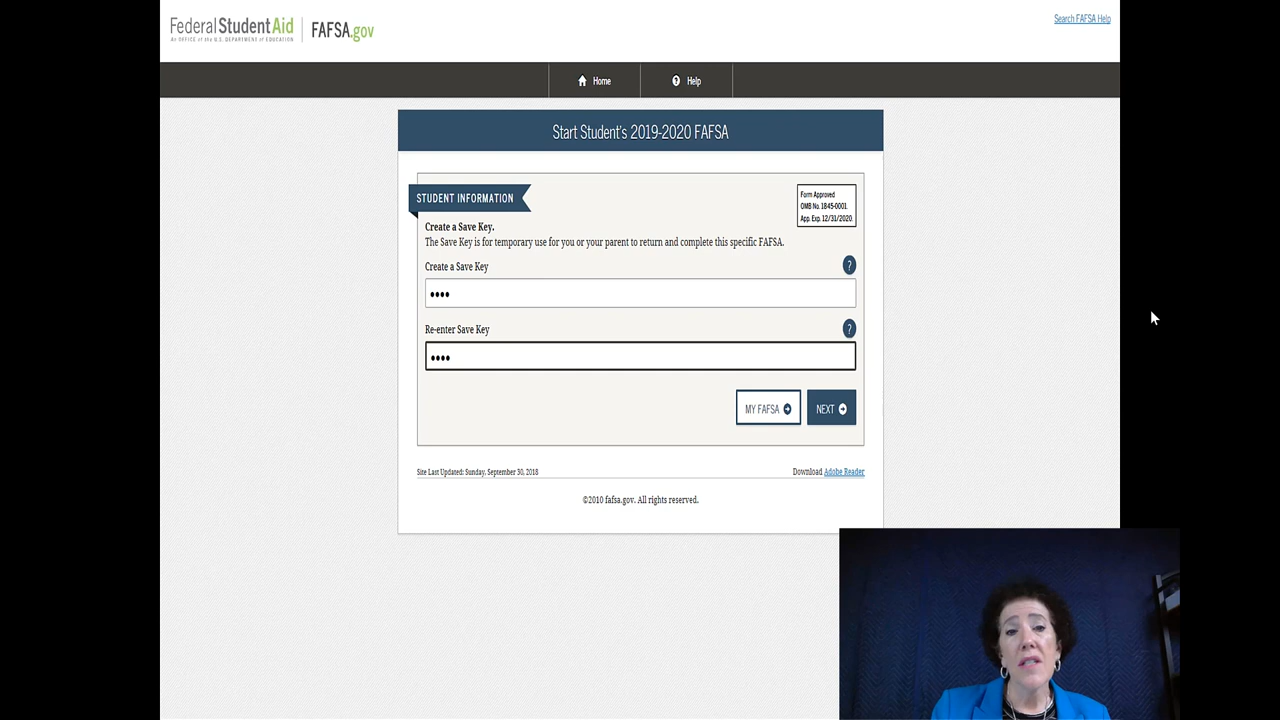 Federal Student Aid
An OFFICE of the U.S. DEPARTMENT of EDUCATION
FAFSA.gov
Search FAFSA Help
Home
Help
Start Student's 2019-2020 FAFSA
STUDENT INFORMATION
Form Approved
OMB No. 1845-0001.
App. Exp. 12/31/2020.
Create a Save Key.
The Save Key is for temporary use for you or your parent to return and complete this specific FAFSA.
Create a Save Key
?
••••
Re-enter Save Key
?
••••
MY FAFSA
NEXT
Site Last Updated: Sunday, September 30, 2018
Download Adobe Reader
©2010 fafsa.gov. All rights reserved.